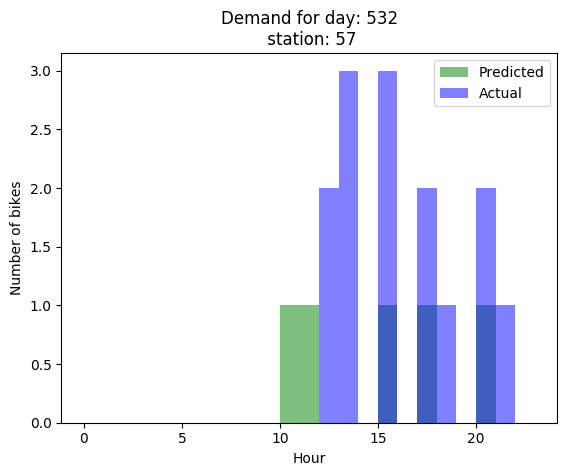 Demand for day: 532
station: 57
Predicted
Actual
3.0
2.5
2.0
1.5
1.0
0.5
0.0
Number of bikes
0 5 10 15 20
Hour